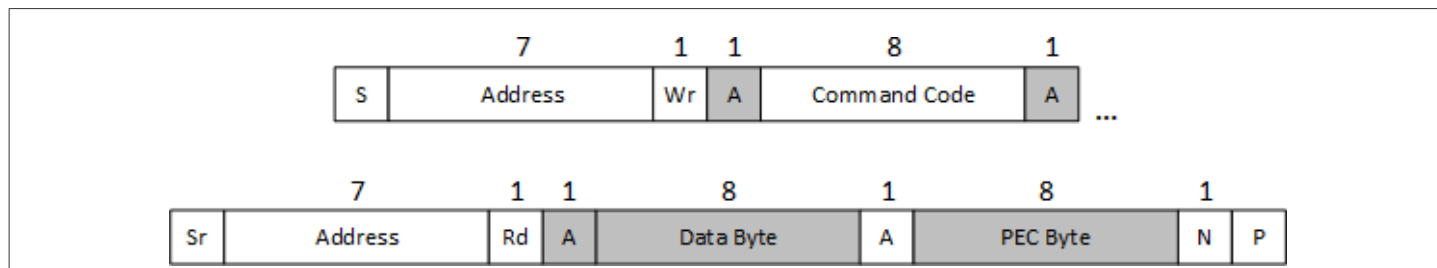 7 1 1 8 1
S Address Wr A Command Code A ...
7 1 1 8 1 8 1
Sr Address Rd A Data Byte A PEC Byte N P